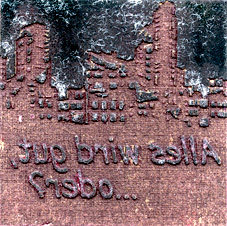 Alles wird gut,
...oder?